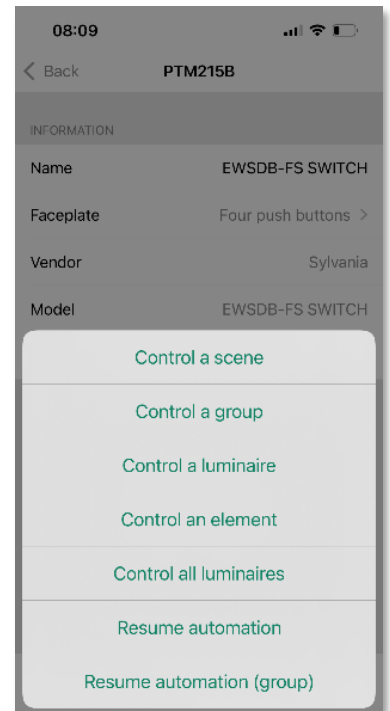 08:09
Back PTM215B
INFORMATION
Name EWSDB-FS SWITCH
Faceplate Four push buttons >
Vendor Sylvania
Model EWSDB-FS SWITCH
Control a scene
Control a group
Control a luminaire
Control an element
Control all luminaires
Resume automation
Resume automation (group)